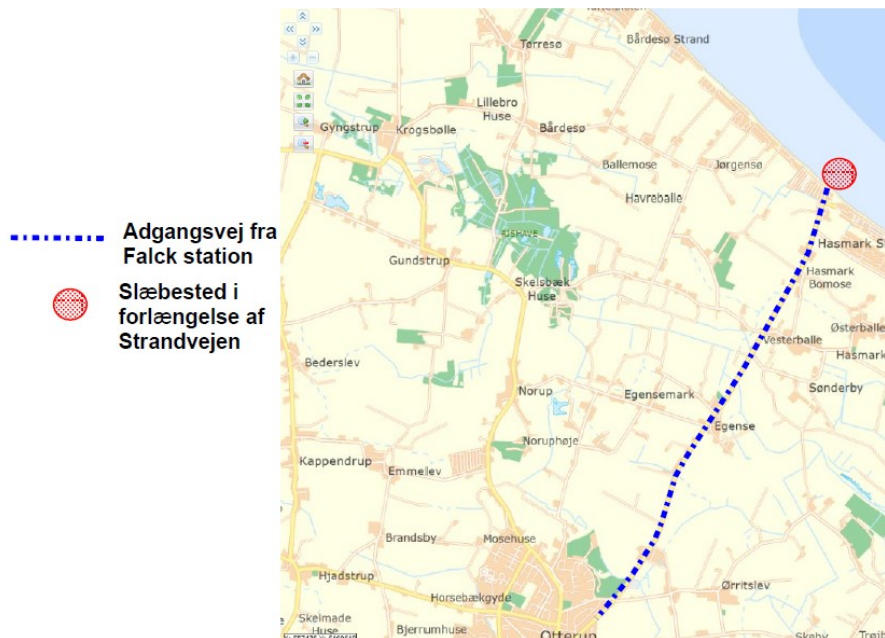 Adgangsvej fra
Falck station
Slæbested i
forlængelse af
Strandvejen
Tørresø
Bårdesø Strand
Lillebro
Huse
Gyngstrup
Krogsbølle
Bårdesø
Ballemose
Jørgensø
Havreballe
Hasmark S
Gundstrup
Skelsbæk
Huse
Hasmark
Bomose
Østerballe
Vesterballe
Hasmark
Bederslev
Sønderby
Norup
Egensemark
Egense
Noruphøje
Kappendrup
Emmelev
Brandsby
Mosehuse
Hjadstrup
Horsebækgyde
Ørritslev
Skelmade
Huse
Bjerrumhuse
Otterup
Skeby